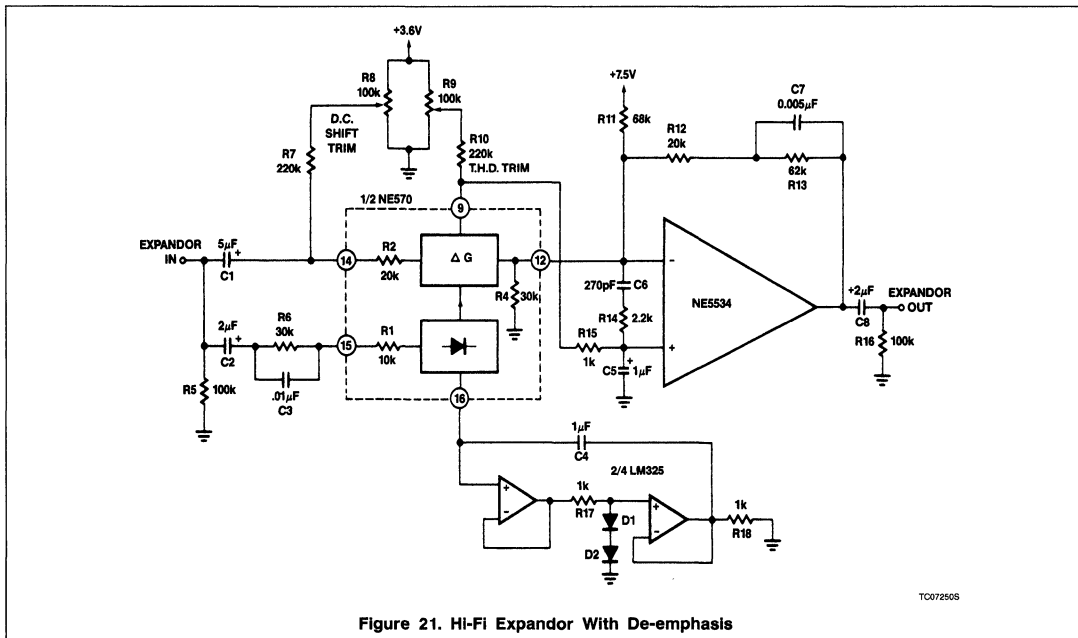 +3.6V
R8
100k
R9
100k
D.C.
SHIFT
TRIM
R7
220k
R10
220k
T.H.D. TRIM
+7.5V
R11
68k
R12
20k
C7
0.005μF
62k
R13
1/2 NE570
9
EXPANDOR
IN
5μF
+
C1
14
R2
20k
Δ G
12
R4
30k
270pF
C6
R14
2.2k
−
NE5534
+
+2μF
C8
EXPANDOR
OUT
R16
100k
2μF
+
C2
R6
30k
15
R1
10k
R15
1k
C5
+
1μF
R5
100k
.01μF
C3
16
1μF
C4
2/4 LM325
+
−
1k
R17
D1
D2
+
−
1k
R18
TC07250S
Figure 21. Hi-Fi Expandor With De-emphasis